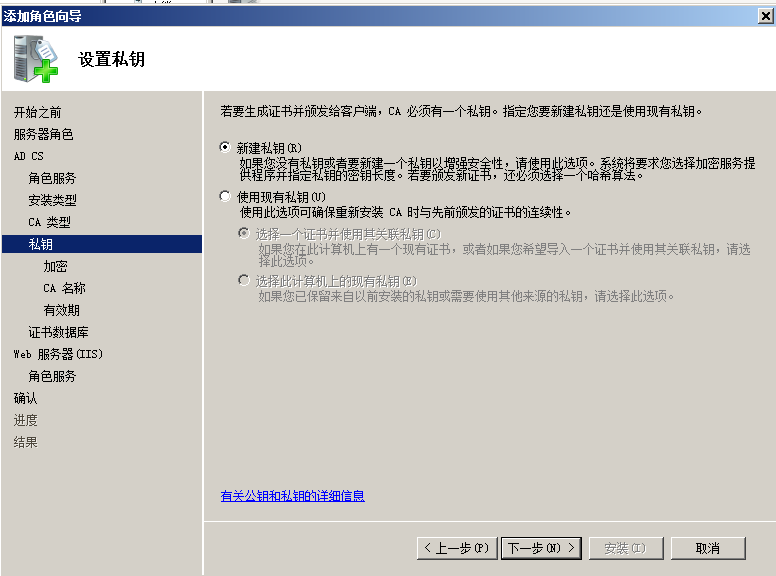 添加角色向导
设置私钥
开始之前
服务器角色
AD CS
角色服务
安装类型
CA 类型
私钥
加密
CA 名称
有效期
证书数据库
Web 服务器(IIS)
角色服务
确认
进度
结果
若要生成证书并颁发给客户端，CA 必须有一个私钥。指定您要新建私钥还是使用现有私钥。
新建私钥(R)
如果您没有私钥或者要新建一个私钥以增强安全性，请使用此选项。系统将要求您选择加密服务提
供程序并指定私钥的密钥长度。若要颁发新证书，还必须选择一个哈希算法。
使用现有私钥(U)
使用此选项可确保重新安装 CA 时与先前颁发的证书的连续性。
选择一个证书并使用其关联私钥(C)
如果您在此计算机上有一个现有证书，或者如果您希望导入一个证书并使用其关联私钥，请选
择此选项。
选择此计算机上的现有私钥(E)
如果您已保留来自以前安装的私钥或需要使用其他来源的私钥，请选择此选项。
有关公钥和私钥的详细信息
< 上一步(P)
下一步(N) >
安装(I)
取消